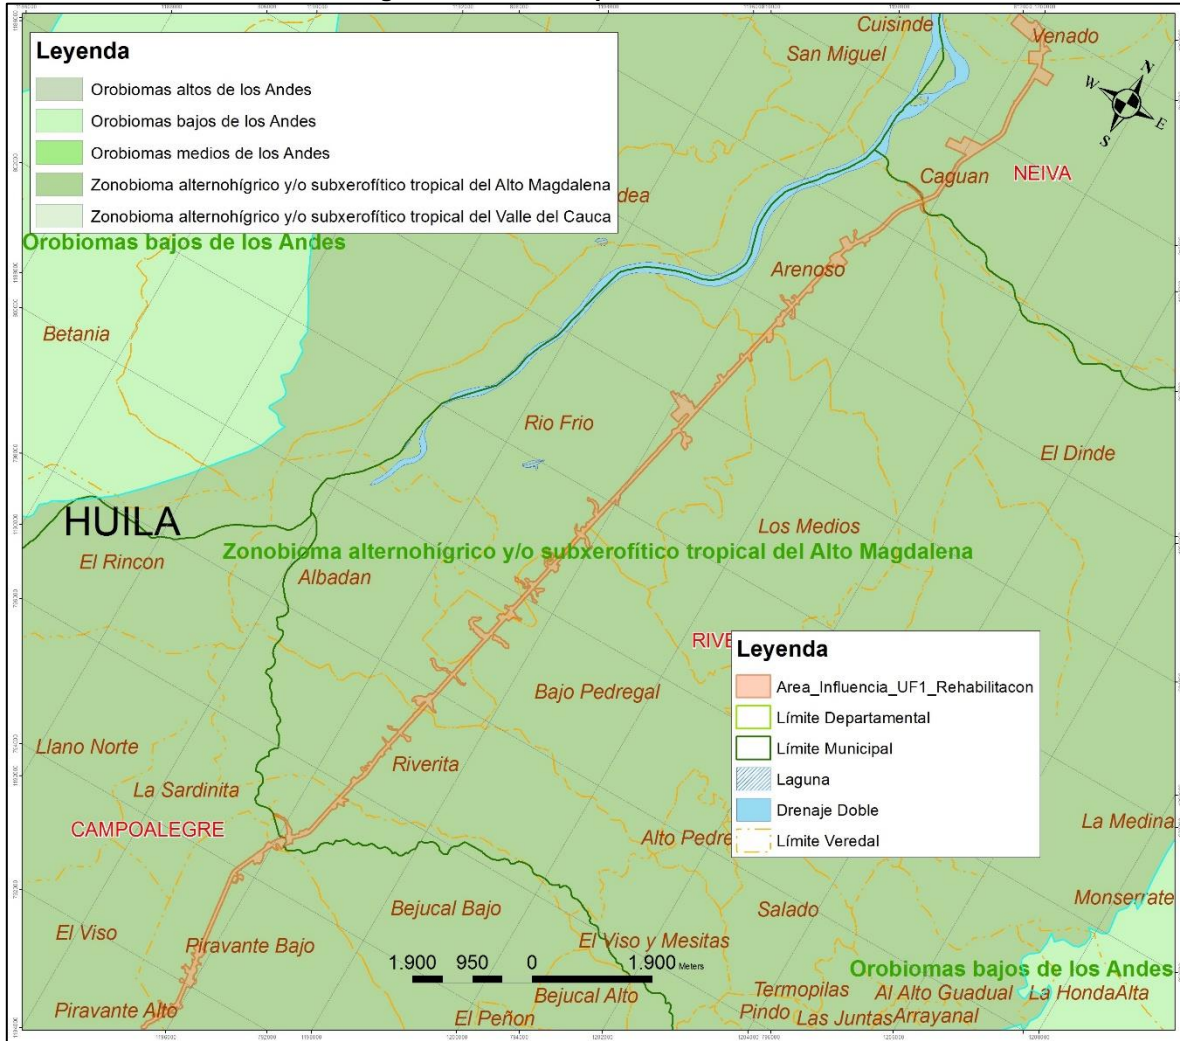 Leyenda
Orobiomas altos de los Andes
Orobiomas bajos de los Andes
Orobiomas medios de los Andes
Zonobioma alternohígrico y/o subxerofítico tropical del Alto Magdalena
Zonobioma alternohígrico y/o subxerofítico tropical del Valle del Cauca
Cuisinde
San Miguel
Venado
N
W
E
S
Caguan
NEIVA
Orobiomas bajos de los Andes
Arenoso
Betania
Rio Frio
El Dinde
HUILA
Los Medios
El Rincon
Zonobioma alternohígrico y/o subxerofítico tropical del Alto Magdalena
Albadan
Bajo Pedregal
Leyenda
Area_Influencia_UF1_Rehabilitacon
Límite Departamental
Límite Municipal
Laguna
Drenaje Doble
Límite Veredal
Llano Norte
Riverita
La Sardinita
CAMPOALEGRE
Alto Pedre
La Medina
Monserrate
Bejucal Bajo
Salado
El Viso
Piravante Bajo
El Viso y Mesitas
1.900 950 0 1.900 Meters
Orobiomas bajos de los Andes
Termopilas
Al Alto Guadual
La HondaAlta
Bejucal Alto
Piravante Alto
El Peñon
Pindo
Las Juntas
Arrayanal